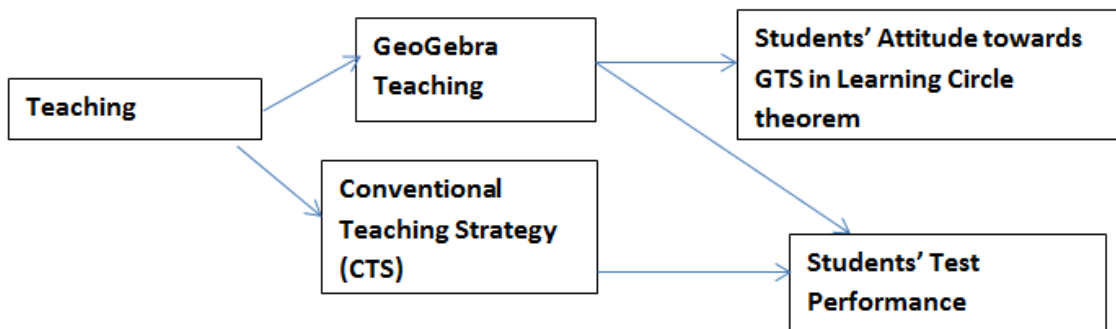 Teaching
GeoGebra
Teaching
Conventional
Teaching Strategy
(CTS)
Students’ Attitude towards
GTS in Learning Circle
theorem
Students’ Test
Performance